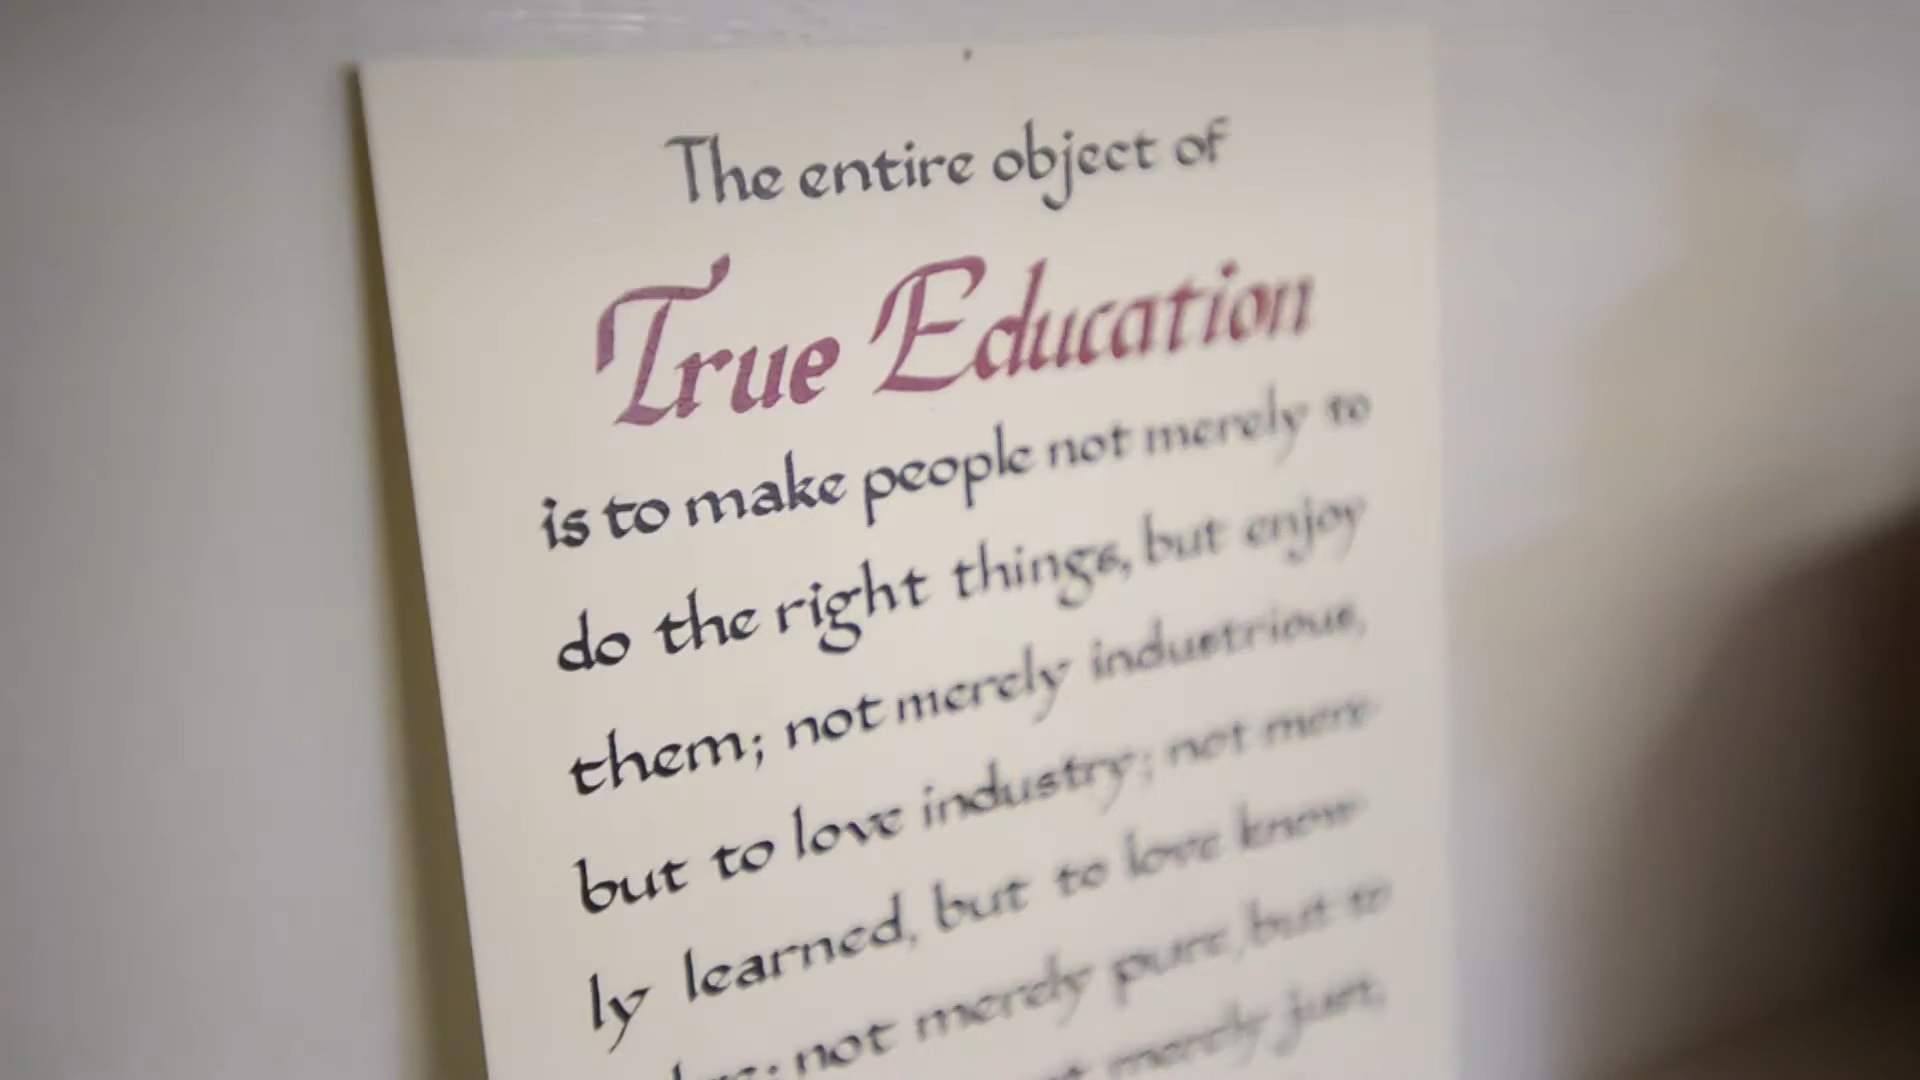 The entire object of
True Education
is to make people not merely to
do the right things, but enjoy
them; not merely industrious,
but to love industry; not mere-
ly learned, but to love know-
not merely pure, but to
merely just,